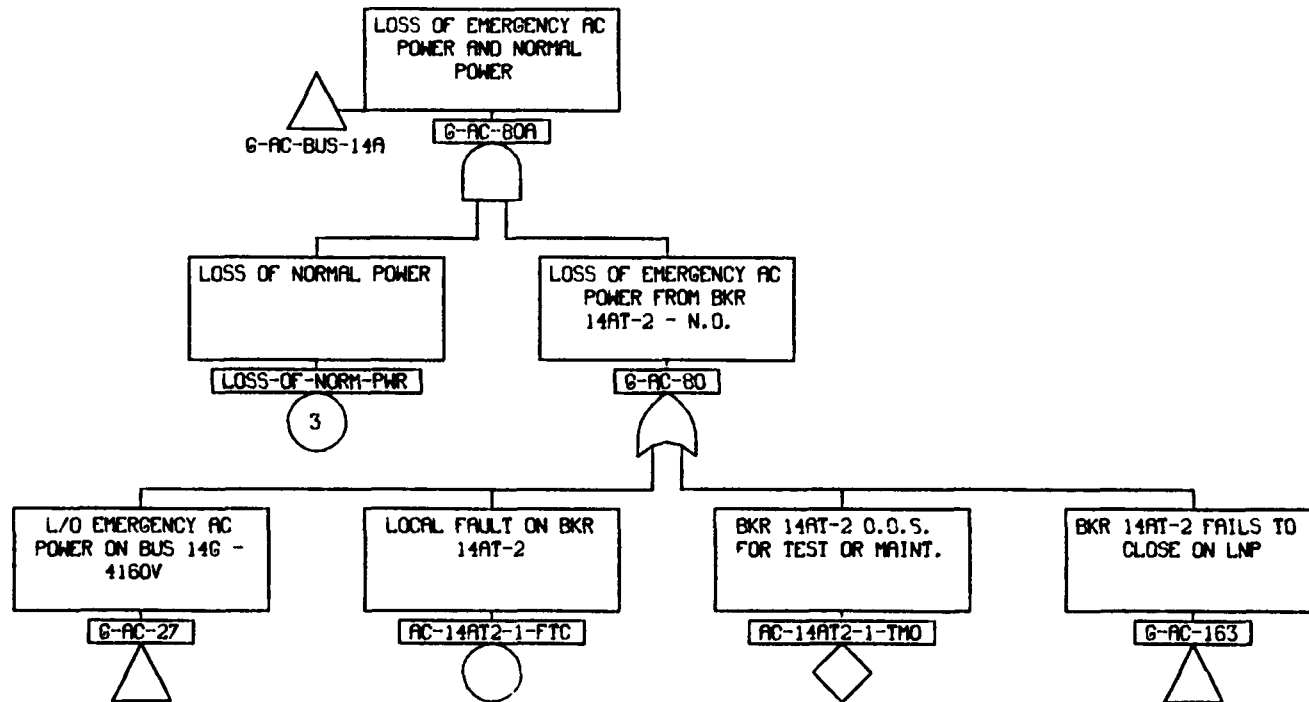 LOSS OF EMERGENCY AC
POWER AND NORMAL
POWER
G-AC-BUS-14A
G-AC-80A
LOSS OF NORMAL POWER
LOSS OF EMERGENCY AC
POWER FROM BKR
14AT-2 - N.O.
LOSS-OF-NORM-PWR
G-AC-80
3
L/O EMERGENCY AC
POWER ON BUS 14G -
4160V
LOCAL FAULT ON BKR
14AT-2
BKR 14AT-2 O.O.S.
FOR TEST OR MAINT.
BKR 14AT-2 FAILS TO
CLOSE ON LNP
G-AC-27
AC-14AT2-1-FTC
AC-14AT2-1-TMO
G-AC-163